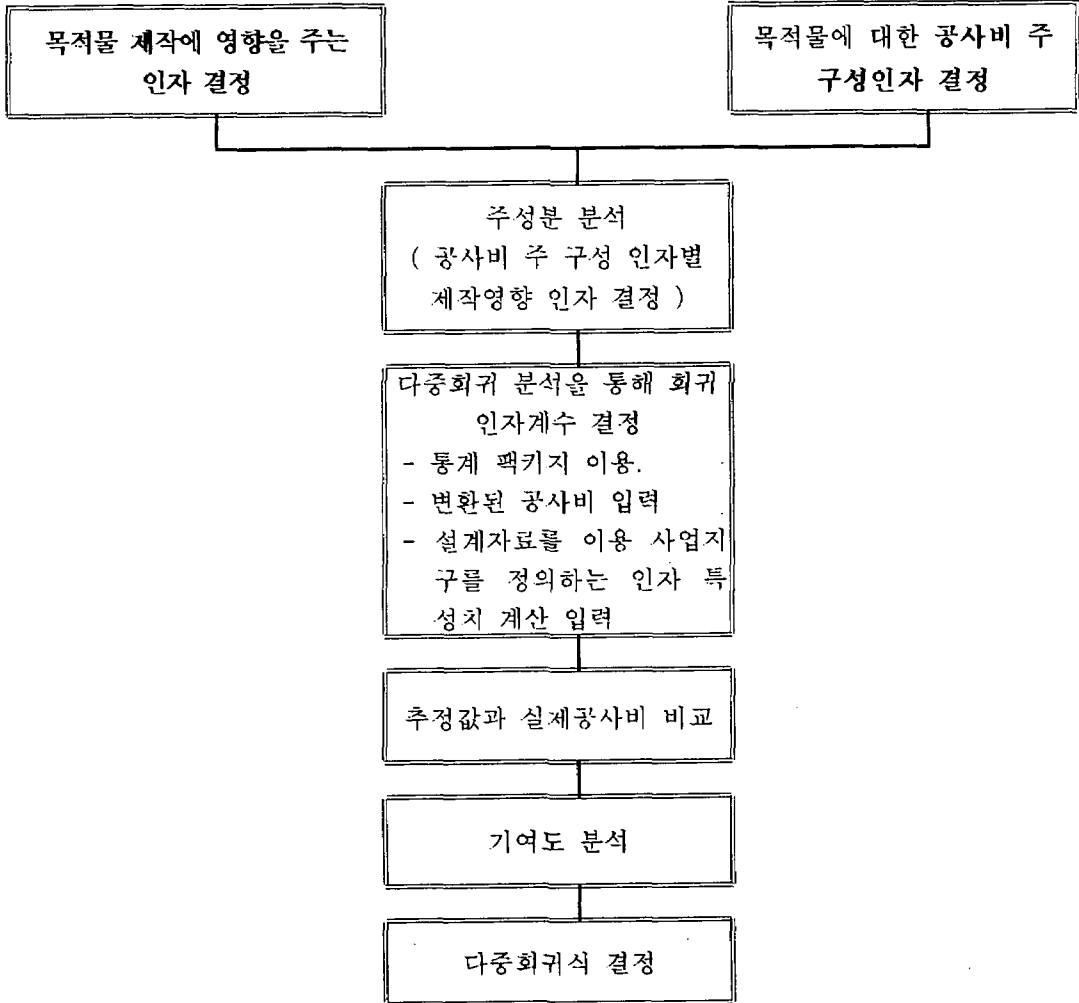 목적물 제작에 영향을 주는
인자 결정
목적물에 대한 공사비 주
구성인자 결정
주성분 분석
( 공사비 주 구성 인자별
제작영향 인자 결정 )
다중회귀 분석을 통해 회귀
인자계수 결정
- 통계 팩키지 이용.
- 변환된 공사비 입력
- 설계자료를 이용 사업지
구를 정의하는 인자 특
성치 계산 입력
추정값과 실제공사비 비교
기여도 분석
다중회귀식 결정